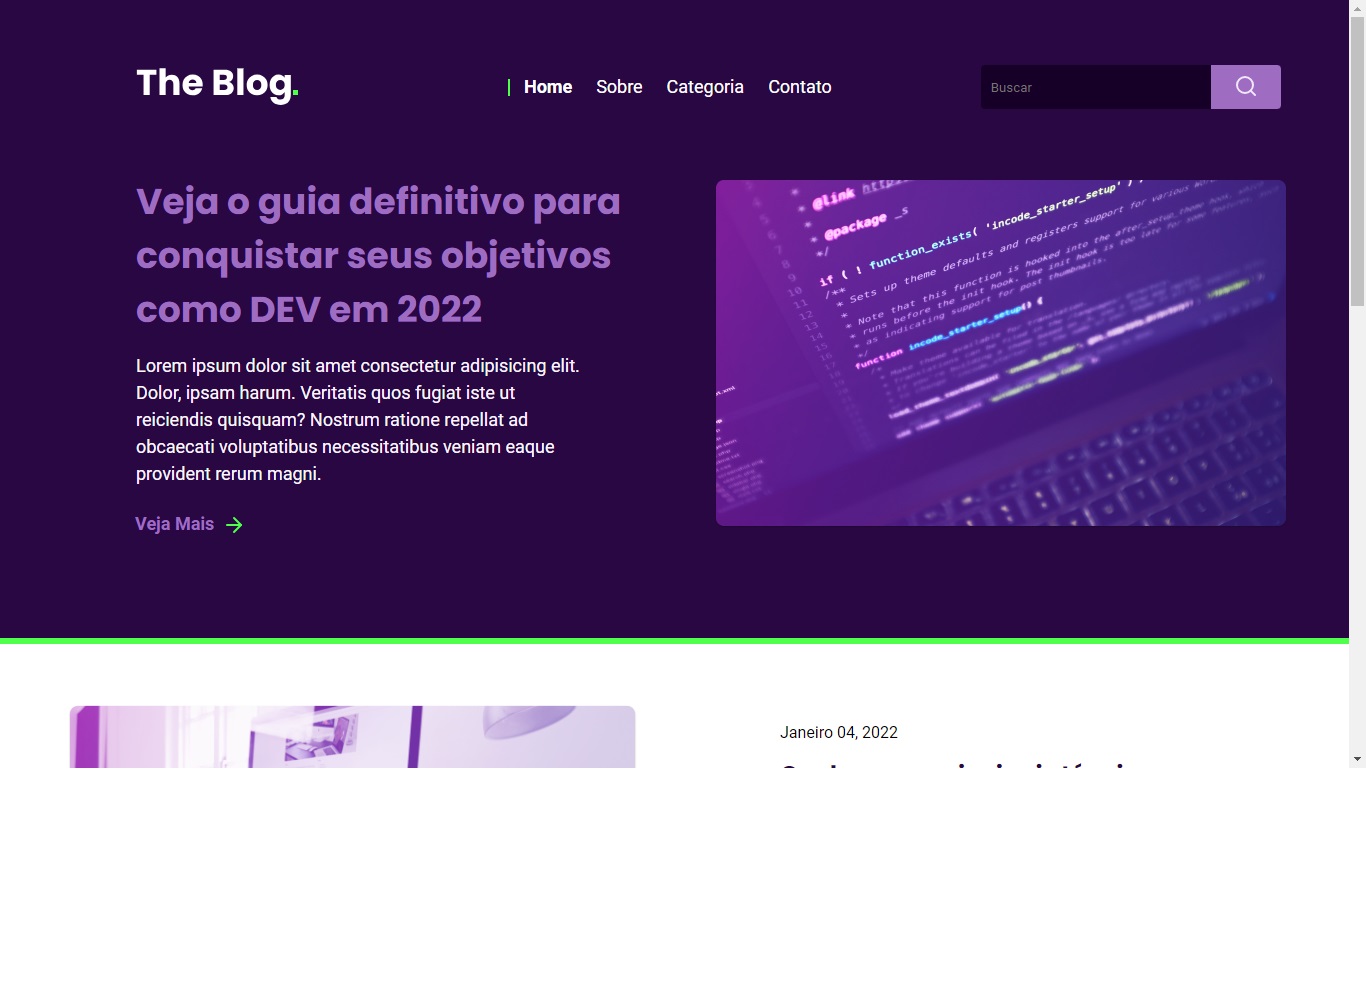 The Blog.
Home Sobre Categoria Contato
Buscar
Veja o guia definitivo para
conquistar seus objetivos
como DEV em 2022
Lorem ipsum dolor sit amet consectetur adipisicing elit.
Dolor, ipsam harum. Veritatis quos fugiat iste ut
reiciendis quisquam? Nostrum ratione repellat ad
obcaecati voluptatibus necessitatibus veniam eaque
provident rerum magni.
Veja Mais
* @link
* @package _s
*/
if ( ! function_exists( 'incode_starter_setup' ) )
/**
* Sets up theme defaults and registers support for various
* Note that this function is hooked into the after_setup_theme hook,
* runs before the init hook. The init hook is too late for some features,
* as indicating support for post thumbnails.
*/
function incode_starter_setup() {
Janeiro 04, 2022